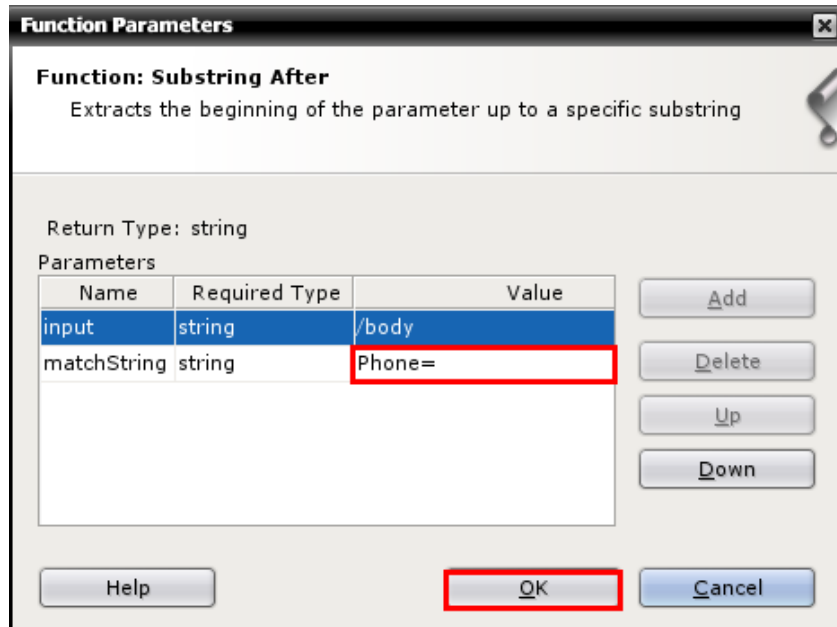 Function Parameters
Function: Substring After
Extracts the beginning of the parameter up to a specific substring
Return Type: string
Parameters
Name Required Type Value
input string /body
matchString string Phone=
Add
Delete
Up
Down
Help OK Cancel